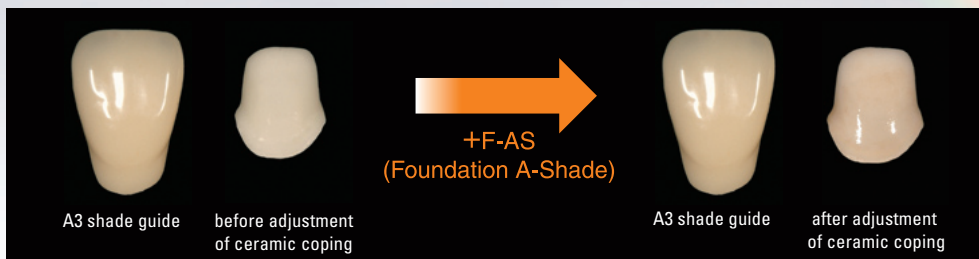 +F-AS
(Foundation A-Shade)
A3 shade guide
before adjustment
of ceramic coping
A3 shade guide
after adjustment
of ceramic coping